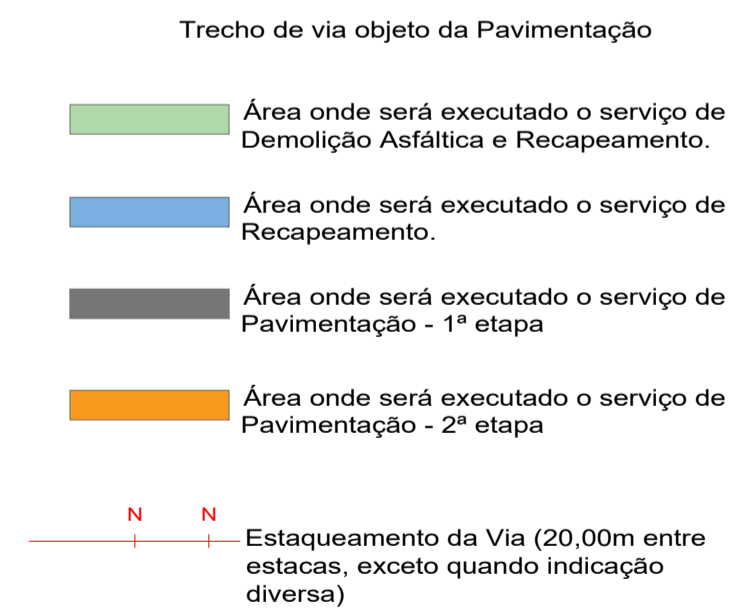 Trecho de via objeto da Pavimentação
Área onde será executado o serviço de
Demolição Asfáltica e Recapeamento.
Área onde será executado o serviço de
Recapeamento.
Área onde será executado o serviço de
Pavimentação - 1ª etapa
Área onde será executado o serviço de
Pavimentação - 2ª etapa
N N
Estaqueamento da Via (20,00m entre
estacas, exceto quando indicação
diversa)